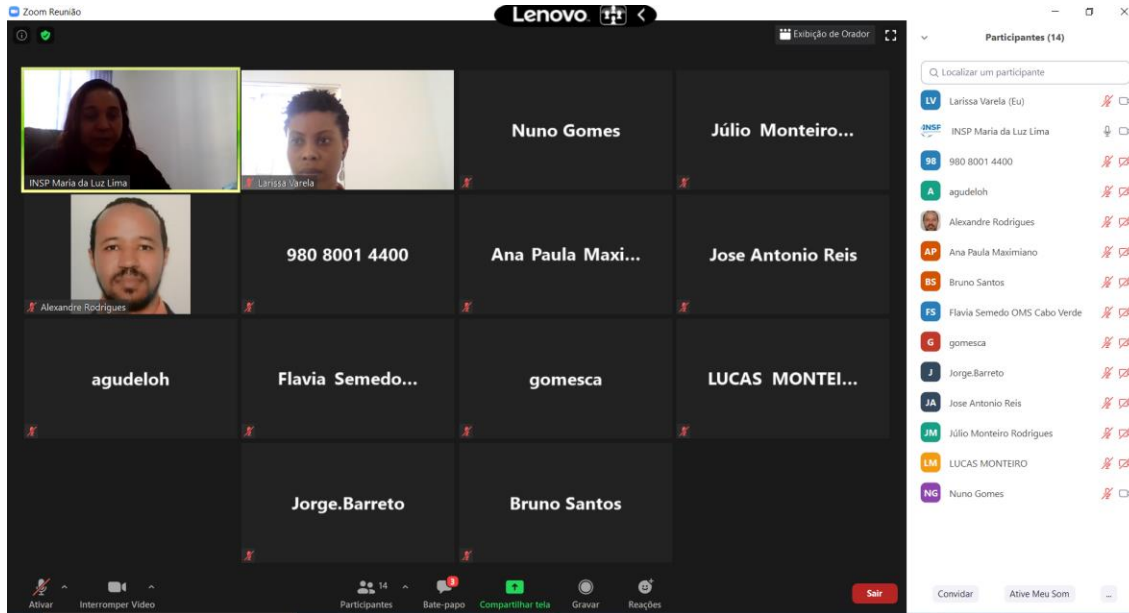 Zoom Reunião
Lenovo
Exibição de Orador
INSP Maria da Luz Lima
Larissa Varela
Nuno Gomes
Júlio Monteiro...
Alexandre Rodrigues
980 8001 4400
Ana Paula Maxi...
Jose Antonio Reis
agudeloh
Flavia Semedo...
gomesca
LUCAS MONTEI...
Jorge.Barreto
Bruno Santos
Ativar
Interromper Vídeo
14
Participantes
3
Bate-papo
Compartilhar tela
Gravar
Reações
Sair
Participantes (14)
Localizar um participante
LV Larissa Varela (Eu)
INSP INSP Maria da Luz Lima
98 980 8001 4400
A agudeloh
Alexandre Rodrigues
AP Ana Paula Maximiano
BS Bruno Santos
FS Flavia Semedo OMS Cabo Verde
G gomesca
J Jorge.Barreto
JA Jose Antonio Reis
JM Júlio Monteiro Rodrigues
LM LUCAS MONTEIRO
NG Nuno Gomes
Convidar
Ative Meu Som
...